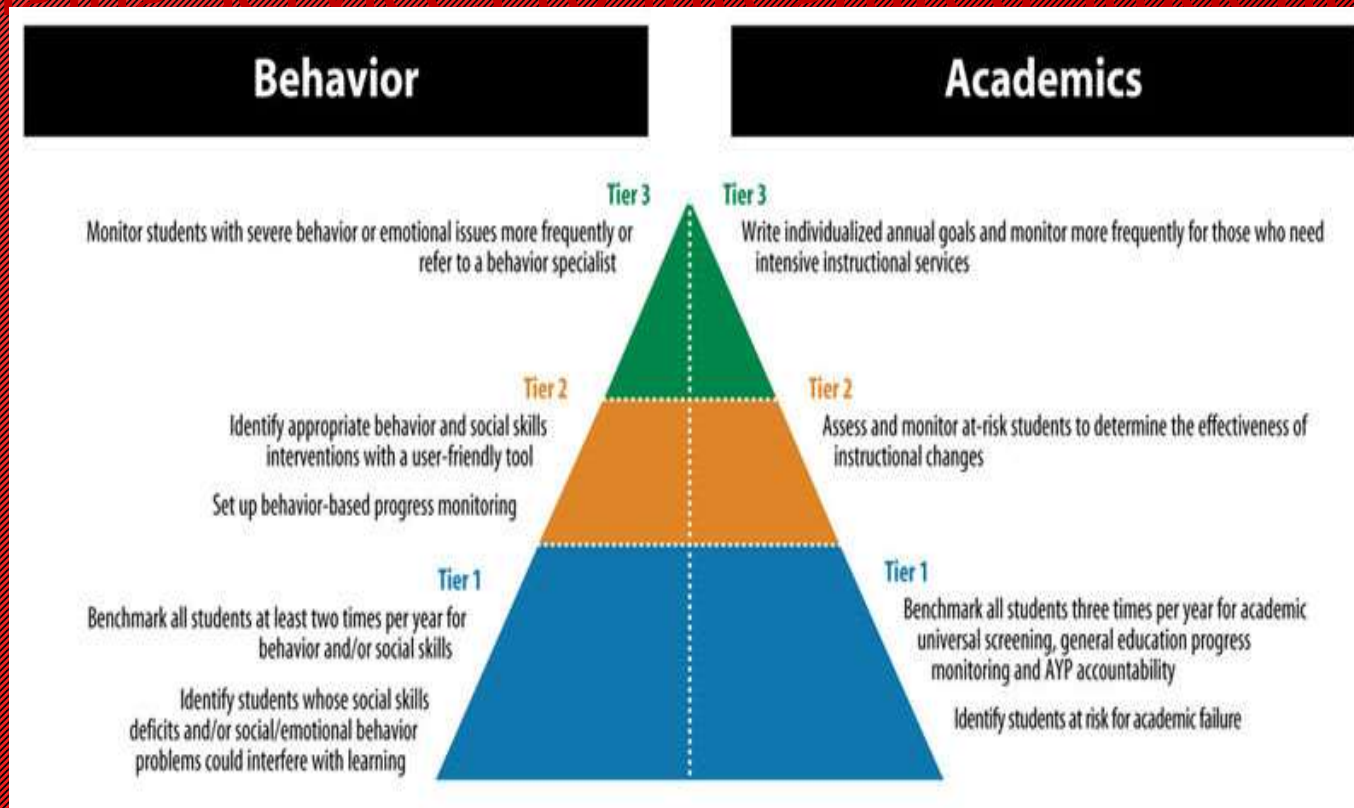 Behavior
Academics
Tier 3
Monitor students with severe behavior or emotional issues more frequently or
refer to a behavior specialist
Tier 3
Write individualized annual goals and monitor more frequently for those who need
intensive instructional services
Tier 2
Identify appropriate behavior and social skills
interventions with a user-friendly tool
Set up behavior-based progress monitoring
Tier 2
Assess and monitor at-risk students to determine the effectiveness of
instructional changes
Tier 1
Benchmark all students at least two times per year for
behavior and/or social skills
Identify students whose social skills
deficits and/or social/emotional behavior
problems could interfere with learning
Tier 1
Benchmark all students three times per year for academic
universal screening, general education progress
monitoring and AYP accountability
Identify students at risk for academic failure